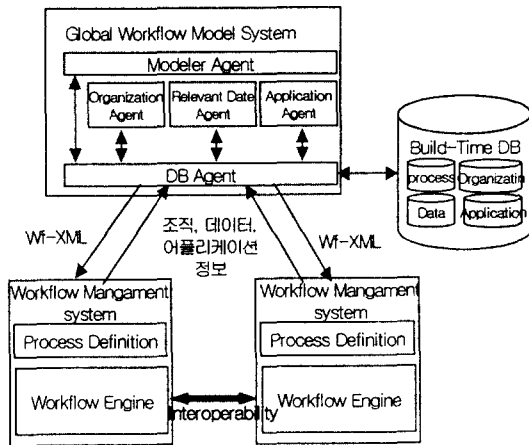 Global Workflow Model System
Modeler Agent
Organization
Agent
Relevant Date
Agent
Application
Agent
DB Agent
Build-Time DB
process
Organizatin
Data
Application
Wf-XML
조직, 데이터,
어플리케이션
정보
Wf-XML
Workflow Mangament
system
Process Definition
Workflow Engine
Interoperability
Workflow Mangament
system
Process Definition
Workflow Engine